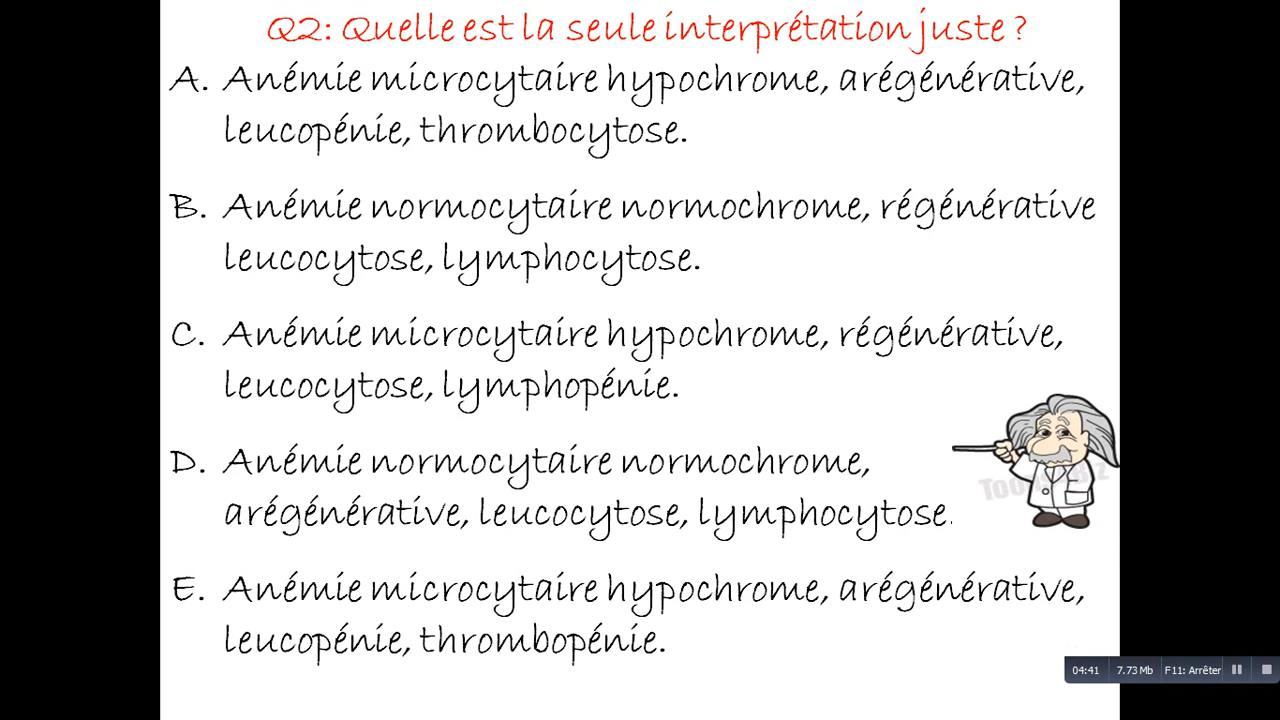 Q2: Quelle est la seule interprétation juste ?
A. Anémie microcytaire hypochrome, arégénérative,
leucopénie, thrombocytose.
B. Anémie normocytaire normochrome, régénérative
leucocytose, lymphocytose.
C. Anémie microcytaire hypochrome, régénérative,
leucocytose, lymphopénie.
D. Anémie normocytaire normochrome,
arégénérative, leucocytose, lymphocytose.
E. Anémie microcytaire hypochrome, arégénérative,
leucopénie, thrombopénie.
04:41 7.73 Mb F11: Arrêter